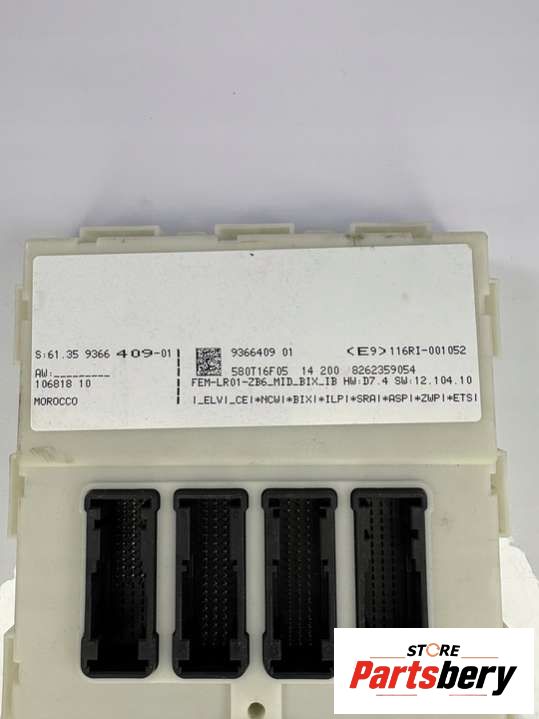 S:61.35 9366 409-01
AW:_________
106818 10
MOROCCO
9366409 01 <E9>116RI-001052
580T16F05 14 200 8262359054
FEM-LR01-ZB6_MID_BIX_IB HW:D7.4 SW:12.104.10
|_ELV|_CE|*NCW|*BIX|*ILP|*SRA|*ASP|*ZWP|*ETS|
STORE
Partsbery